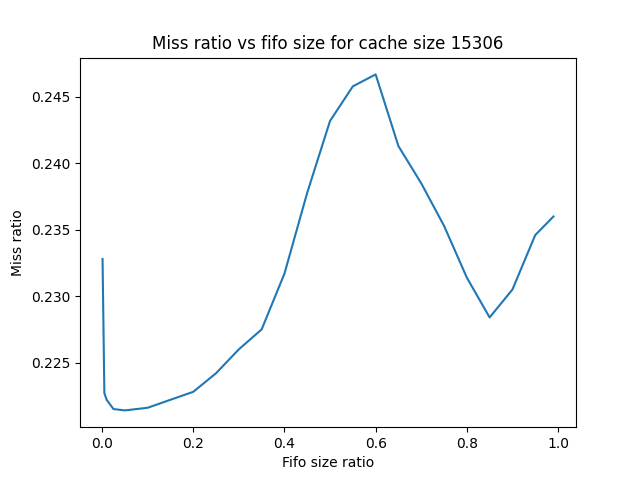 Miss ratio vs fifo size for cache size 15306
Miss ratio
0.245
0.240
0.235
0.230
0.225
0.0 0.2 0.4 0.6 0.8 1.0
Fifo size ratio